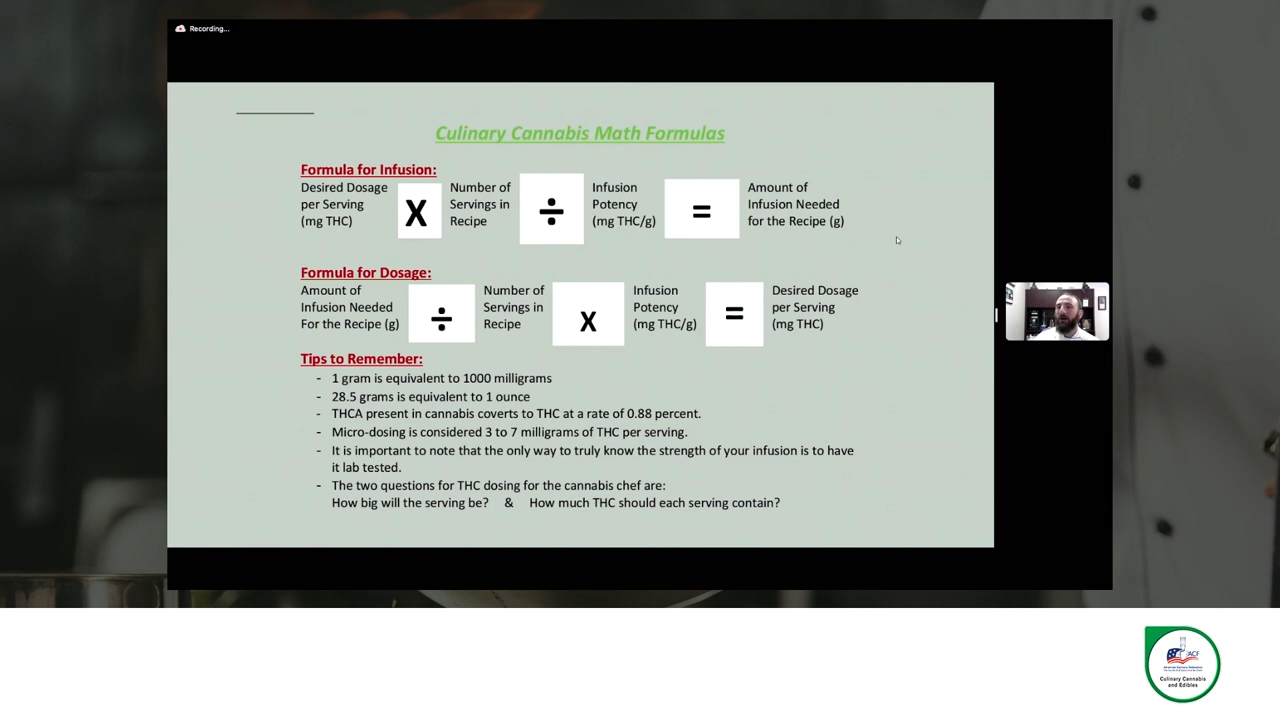 Recording...
Culinary Cannabis Math Formulas
Formula for Infusion:
Desired Dosage
per Serving
(mg THC)
X
Number of
Servings in
Recipe
÷
Infusion
Potency
(mg THC/g)
=
Amount of
Infusion Needed
for the Recipe (g)
Formula for Dosage:
Amount of
Infusion Needed
For the Recipe (g)
÷
Number of
Servings in
Recipe
x
Infusion
Potency
(mg THC/g)
=
Desired Dosage
per Serving
(mg THC)
Tips to Remember:
- 1 gram is equivalent to 1000 milligrams
- 28.5 grams is equivalent to 1 ounce
- THCA present in cannabis coverts to THC at a rate of 0.88 percent.
- Micro-dosing is considered 3 to 7 milligrams of THC per serving.
- It is important to note that the only way to truly know the strength of your infusion is to have
it lab tested.
- The two questions for THC dosing for the cannabis chef are:
How big will the serving be? & How much THC should each serving contain?
ACF
American Culinary Federation
Culinary Cannabis
and Edibles